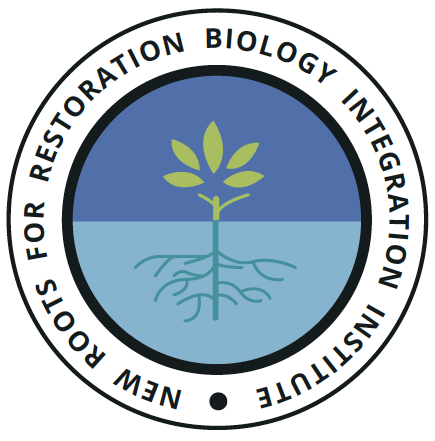 NEW ROOTS FOR RESTORATION BIOLOGY INTEGRATION INSTITUTE